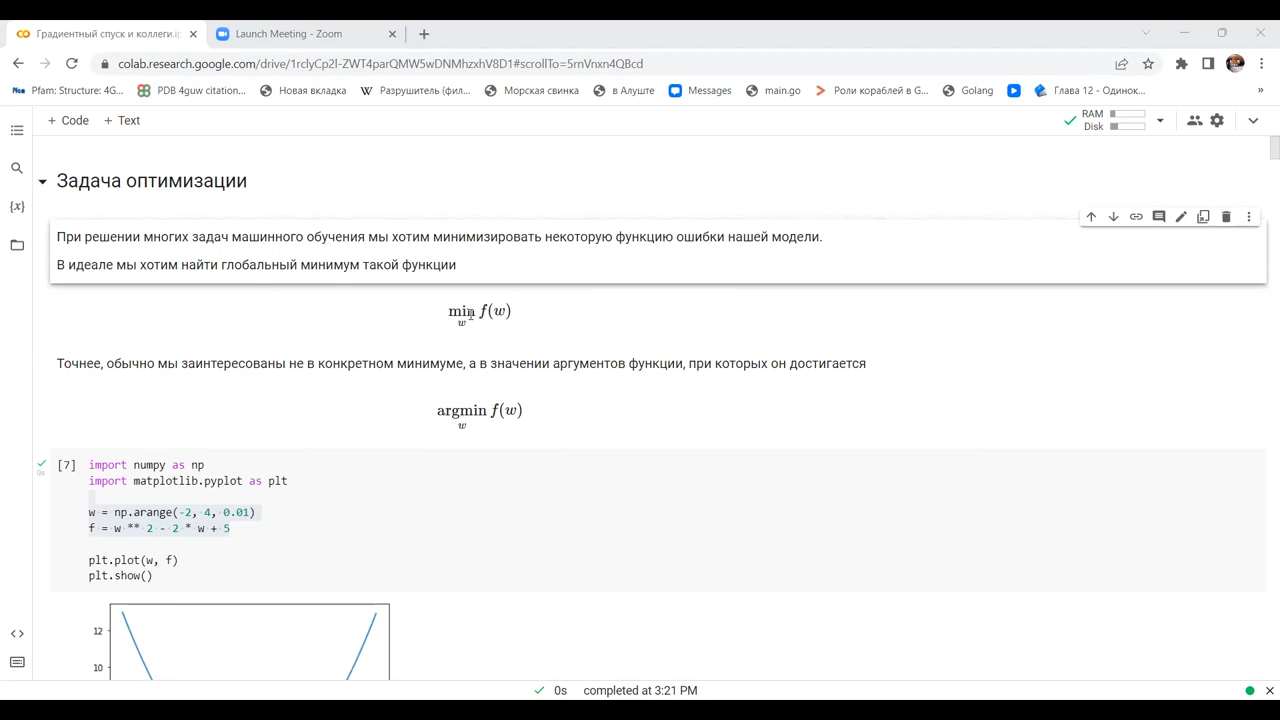 Градиентный спуск и коллеги.ip
Launch Meeting - Zoom
colab.research.google.com/drive/1rclyCp2I-ZWT4parQMW5wDNMhzxhV8D1#scrollTo=5rnVnxn4QBcd
Pfam: Structure: 4G...
PDB 4guw citation...
Новая вкладка
Разрушитель (фил...
Морская свинка
в Алуште
Messages
main.go
Роли кораблей в G...
Golang
Глава 12 - Одинок...
»
+ Code + Text
RAM
Disk
Задача оптимизации
При решении многих задач машинного обучения мы хотим минимизировать некоторую функцию ошибки нашей модели.
В идеале мы хотим найти глобальный минимум такой функции
min f(w)
w
Точнее, обычно мы заинтересованы не в конкретном минимуме, а в значении аргументов функции, при которых он достигается
argmin f(w)
w
[7] import numpy as np
0s
import matplotlib.pyplot as plt
w = np.arange(-2, 4, 0.01)
f = w ** 2 - 2 * w + 5
plt.plot(w, f)
plt.show()
12
10
0s completed at 3:21 PM